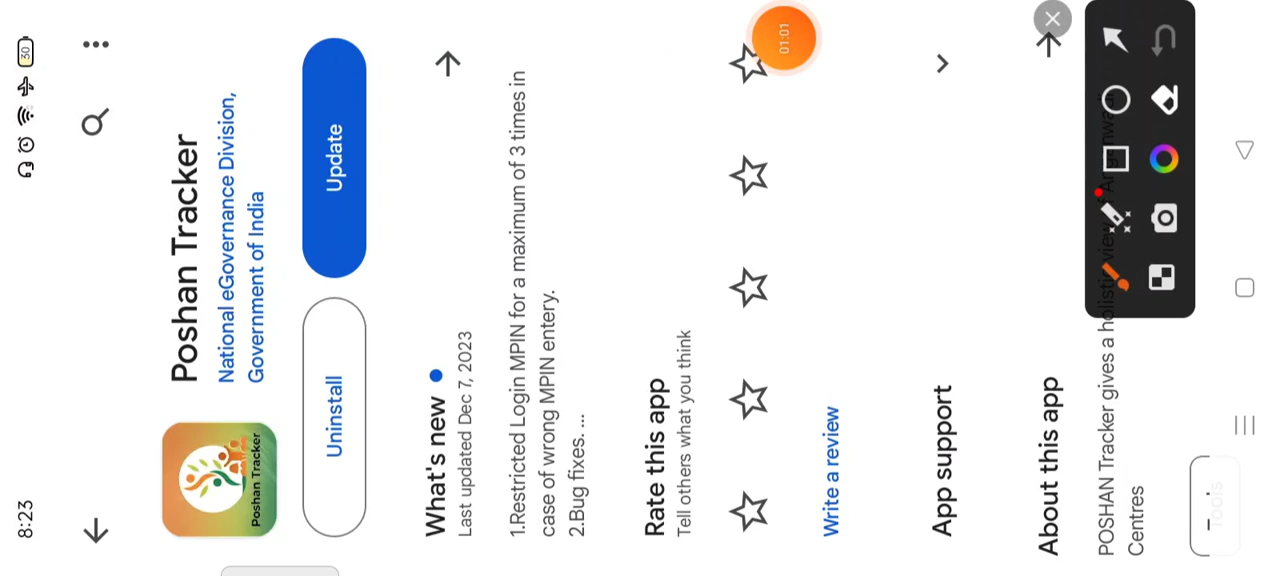 8:23
30
Poshan Tracker
National eGovernance Division,
Government of India
Poshan Tracker
Uninstall
Update
What's new
Last updated Dec 7, 2023
1.Restricted Login MPIN for a maximum of 3 times in
case of wrong MPIN entery.
2.Bug fixes. ...
Rate this app
Tell others what you think
01:01
Write a review
App support
About this app
POSHAN Tracker gives a holistic view of Anganwadi
Centres
Tools